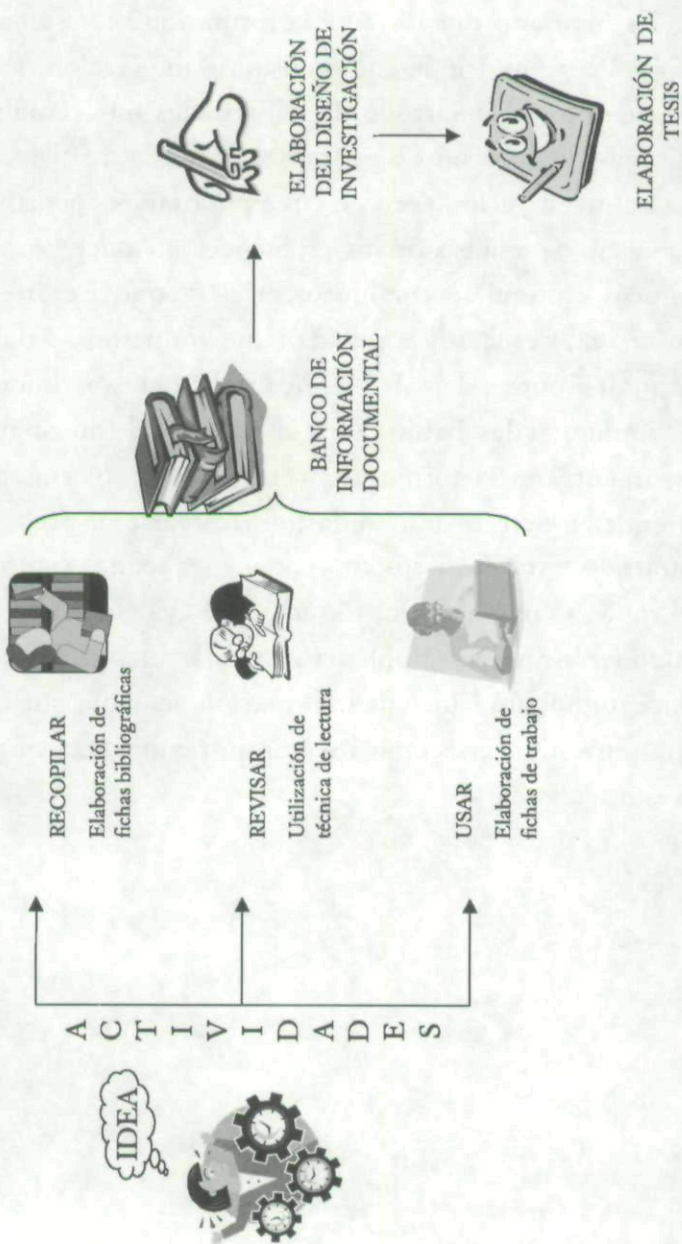 IDEA
ACTIVIDADES
RECOPILAR
Elaboración de
fichas bibliográficas
REVISAR
Utilización de
técnica de lectura
USAR
Elaboración de
fichas de trabajo
BANCO DE
INFORMACIÓN
DOCUMENTAL
ELABORACIÓN
DEL DISEÑO DE
INVESTIGACIÓN
ELABORACIÓN DE
TESIS